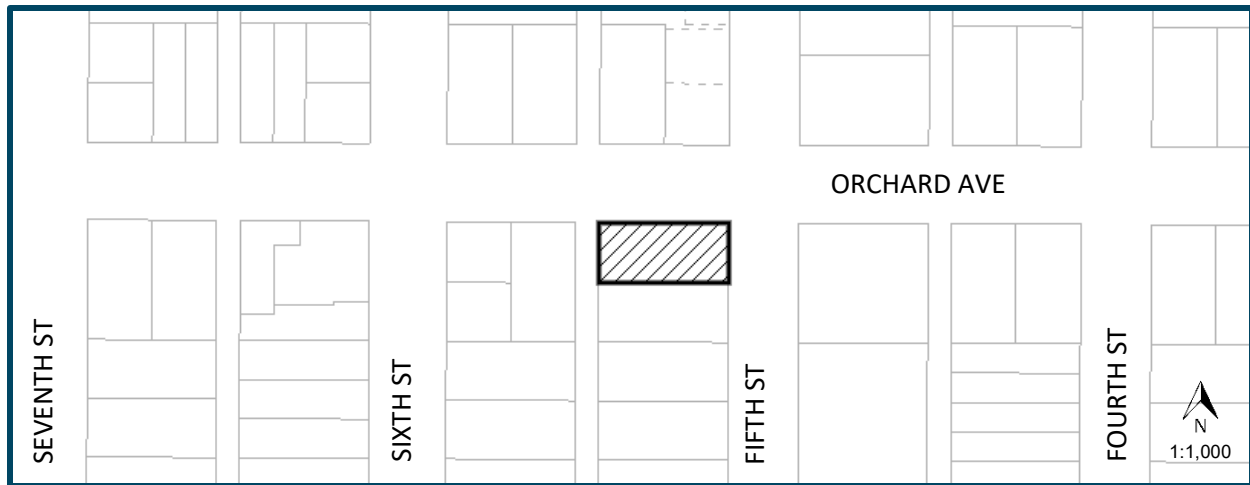 ORCHARD AVE
SEVENTH ST
SIXTH ST
FIFTH ST
FOURTH ST
N
1:1,000